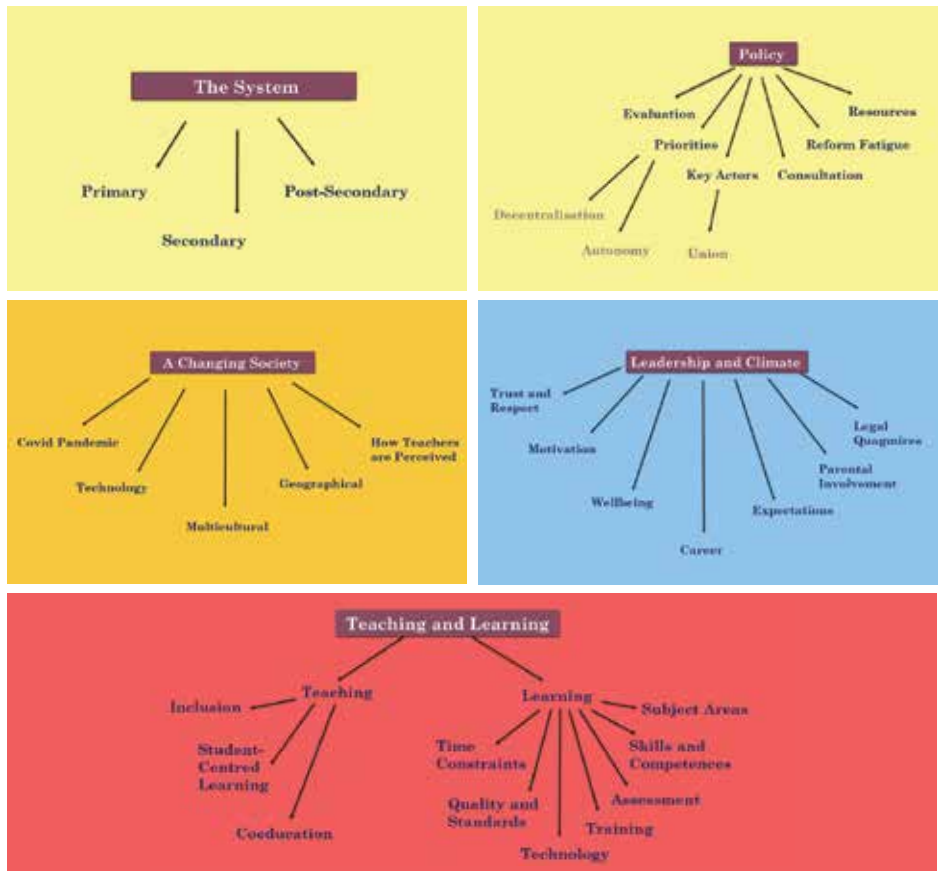 The System
Primary
Post-Secondary
Secondary
Policy
Evaluation
Resources
Priorities
Reform Fatigue
Key Actors
Consultation
Decentralisation
Autonomy
Union
A Changing Society
Covid Pandemic
How Teachers
are Perceived
Technology
Geographical
Multicultural
Leadership and Climate
Trust and
Respect
Legal
Quagmires
Motivation
Parental
Involvement
Wellbeing
Expectations
Career
Teaching and Learning
Teaching
Learning
Inclusion
Subject Areas
Student-
Centred
Learning
Time
Constraints
Skills and
Competences
Quality and
Standards
Assessment
Coeducation
Training
Technology